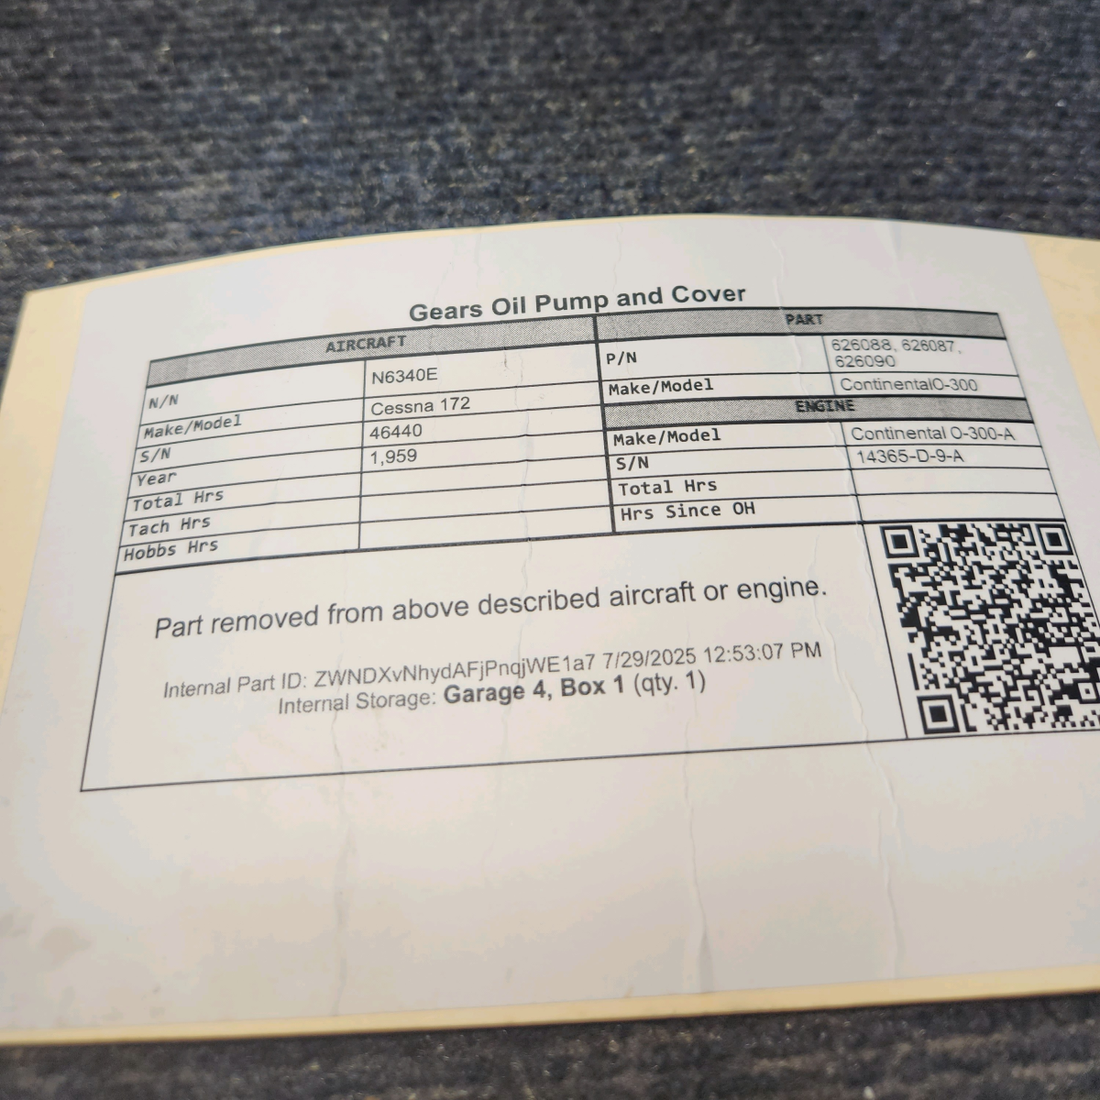 Gears Oil Pump and Cover
AIRCRAFT
N/N N6340E
Make/Model Cessna 172
S/N 46440
Year 1,959
Total Hrs
Tach Hrs
Hobbs Hrs
PART
P/N 626088, 626087,
626090
Make/Model ContinentalO-300
ENGINE
Make/Model Continental O-300-A
S/N 14365-D-9-A
Total Hrs
Hrs Since OH
Part removed from above described aircraft or engine.
Internal Part ID: ZWNDXvNhydAFjPnqjWE1a7 7/29/2025 12:53:07 PM
Internal Storage: Garage 4, Box 1 (qty. 1)